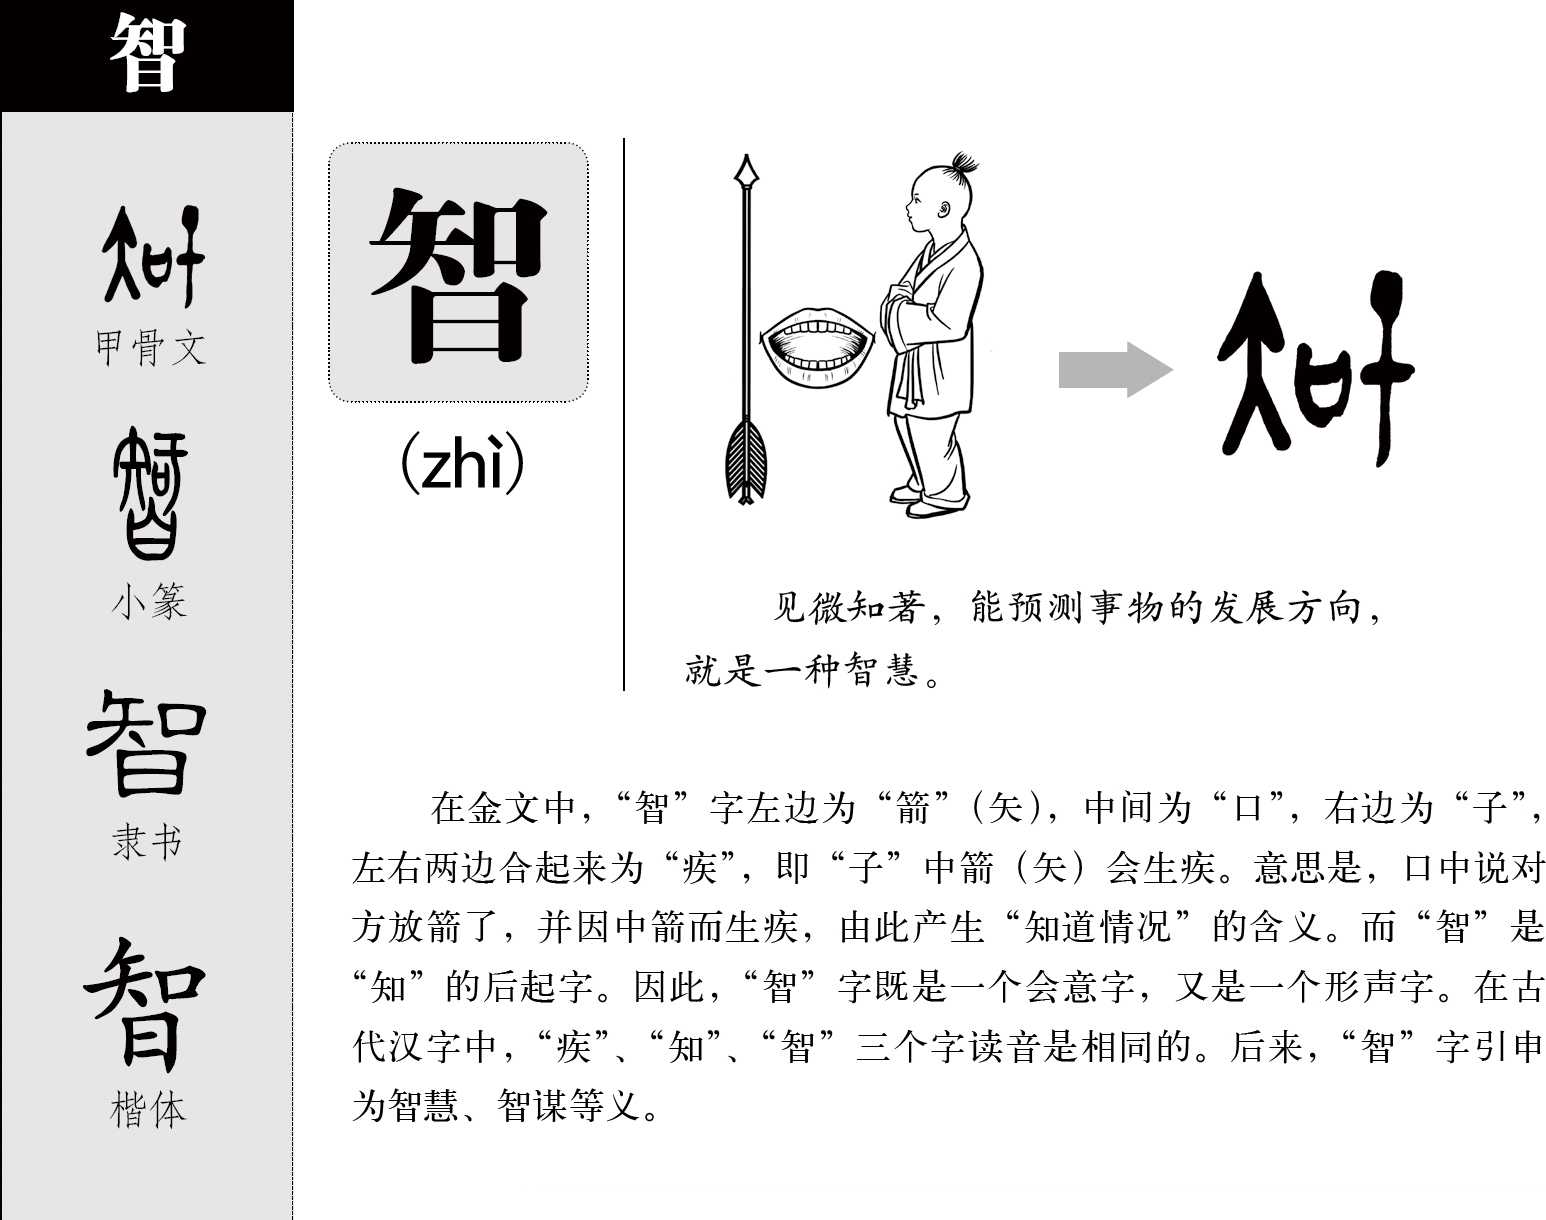 智
甲骨文
小篆
隶书
楷体
智
(zhì)
见微知著，能预测事物的发展方向，
就是一种智慧。
在金文中，“智”字左边为“箭”（矢），中间为“口”，右边为“子”，
左右两边合起来为“疾”，即“子”中箭（矢）会生疾。意思是，口中说对
方放箭了，并因中箭而生疾，由此产生“知道情况”的含义。而“智”是
“知”的后起字。因此，“智”字既是一个会意字，又是一个形声字。在古
代汉字中，“疾”、“知”、“智”三个字读音是相同的。后来，“智”字引申
为智慧、智谋等义。